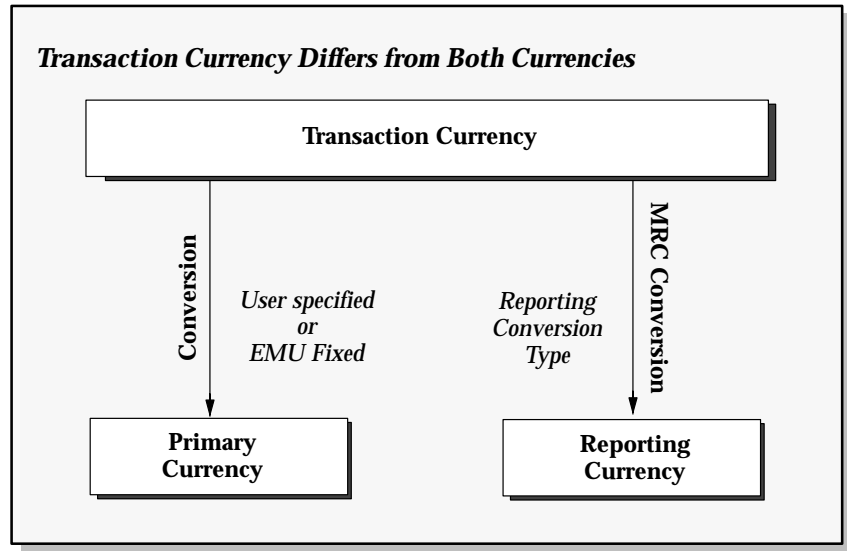 Transaction Currency Differs from Both Currencies
Transaction Currency
Conversion
User specified
or
EMU Fixed
Reporting
Conversion
Type
MRC Conversion
Primary
Currency
Reporting
Currency